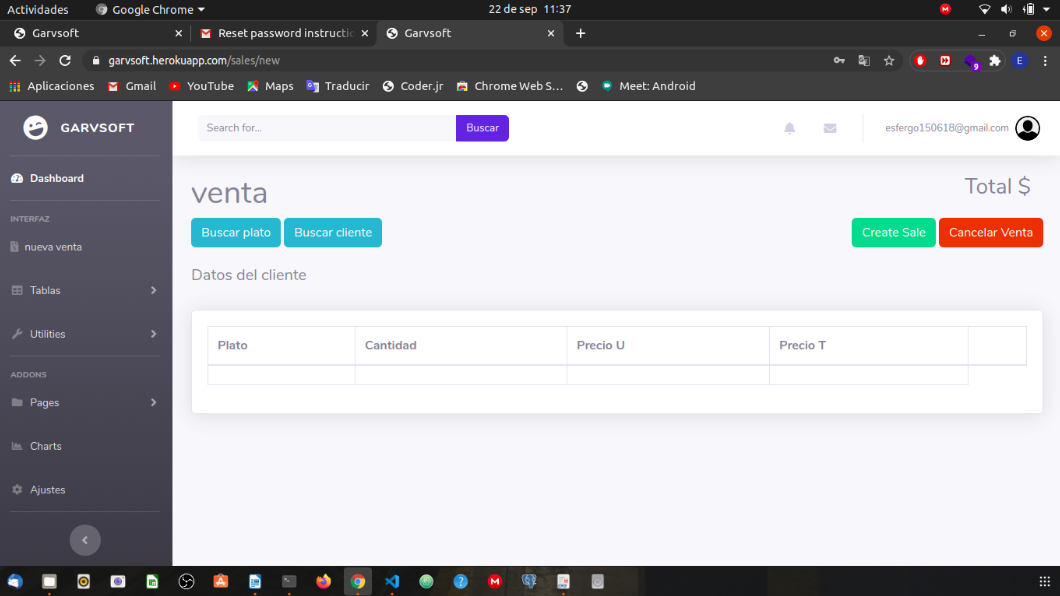 Actividades Google Chrome 22 de sep 11:37
Garvsoft Reset password instructio Garvsoft
garvsoft.herokuapp.com/sales/new E
Aplicaciones Gmail YouTube Maps Traducir Coder.jr Chrome Web S... Meet: Android 9
GARVSOFT
Search for... Buscar esfergo150618@gmail.com
Dashboard
INTERFAZ
nueva venta
Tablas
Utilities
ADDONS
Pages
Charts
Ajustes
venta Total $
Buscar plato Buscar cliente Create Sale Cancelar Venta
Datos del cliente
Plato Cantidad Precio U Precio T